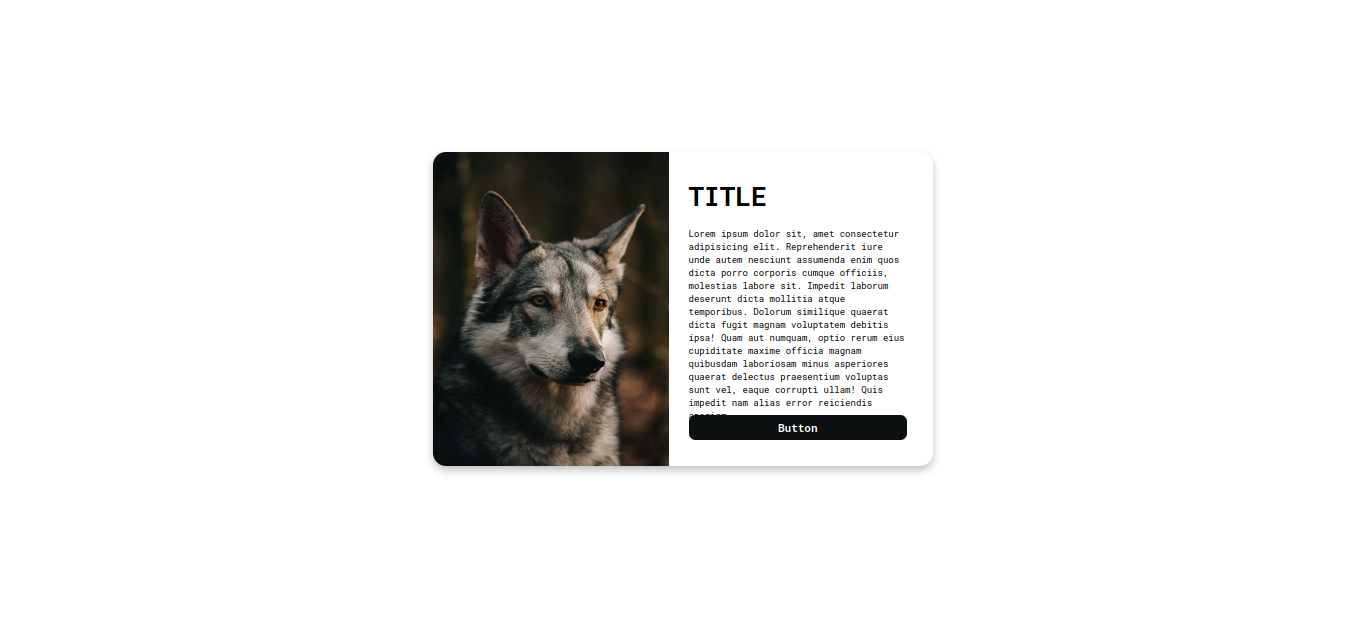 TITLE
Lorem ipsum dolor sit, amet consectetur
adipisicing elit. Reprehenderit iure
unde autem nesciunt assumenda enim quos
dicta porro corporis cumque officiis,
molestias labore sit. Impedit laborum
deserunt dicta mollitia atque
temporibus. Dolorum similique quaerat
dicta fugit magnam voluptatem debitis
ipsa! Quam aut numquam, optio rerum eius
cupiditate maxime officia magnam
quibusdam laboriosam minus asperiores
quaerat delectus praesentium voluptas
sunt vel, eaque corrupti ullam! Quis
impedit nam alias error reiciendis
Button